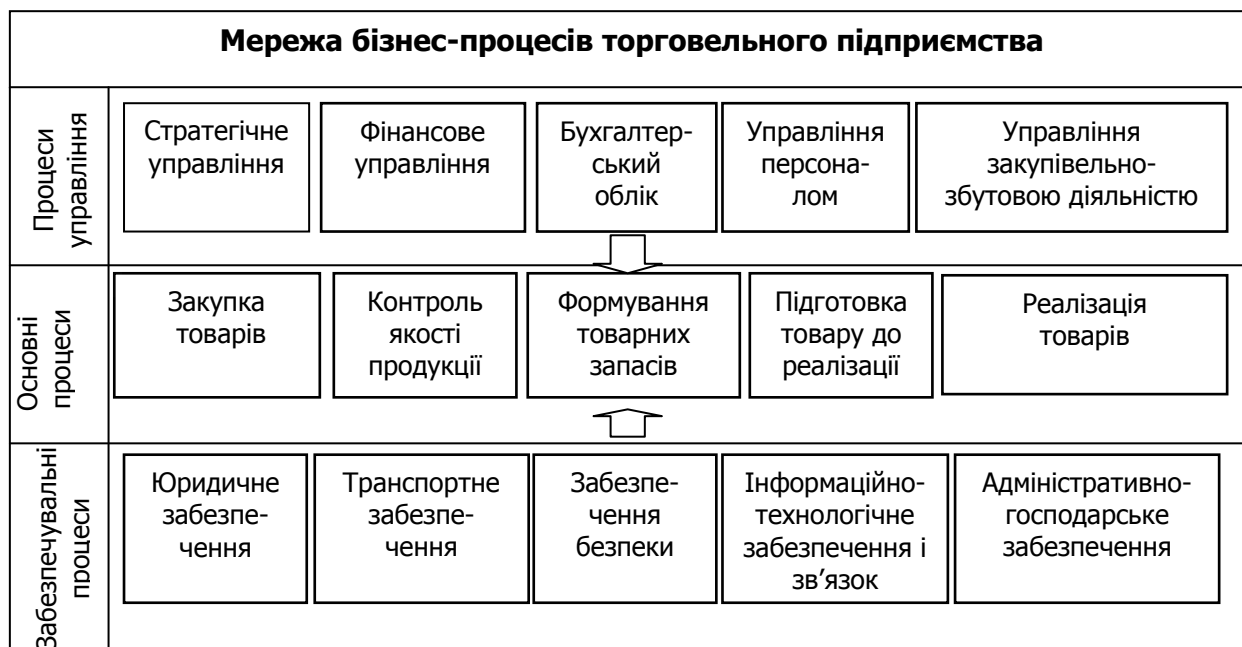 Мережа бізнес-процесів торговельного підприємства
Процеси
управління
Стратегічне
управління
Фінансове
управління
Бухгалтер-
ський
облік
Управління
персона-
лом
Управління
закупівельно-
збутовою діяльністю
Основні
процеси
Закупка
товарів
Контроль
якості
продукції
Формування
товарних
запасів
Підготовка
товару до
реалізації
Реалізація
товарів
Забезпечувальні
процеси
Юридичне
забезпе-
чення
Транспортне
забезпе-
чення
Забезпе-
чення
безпеки
Інформаційно-
технологічне
забезпечення і
зв’язок
Адміністративно-
господарське
забезпечення